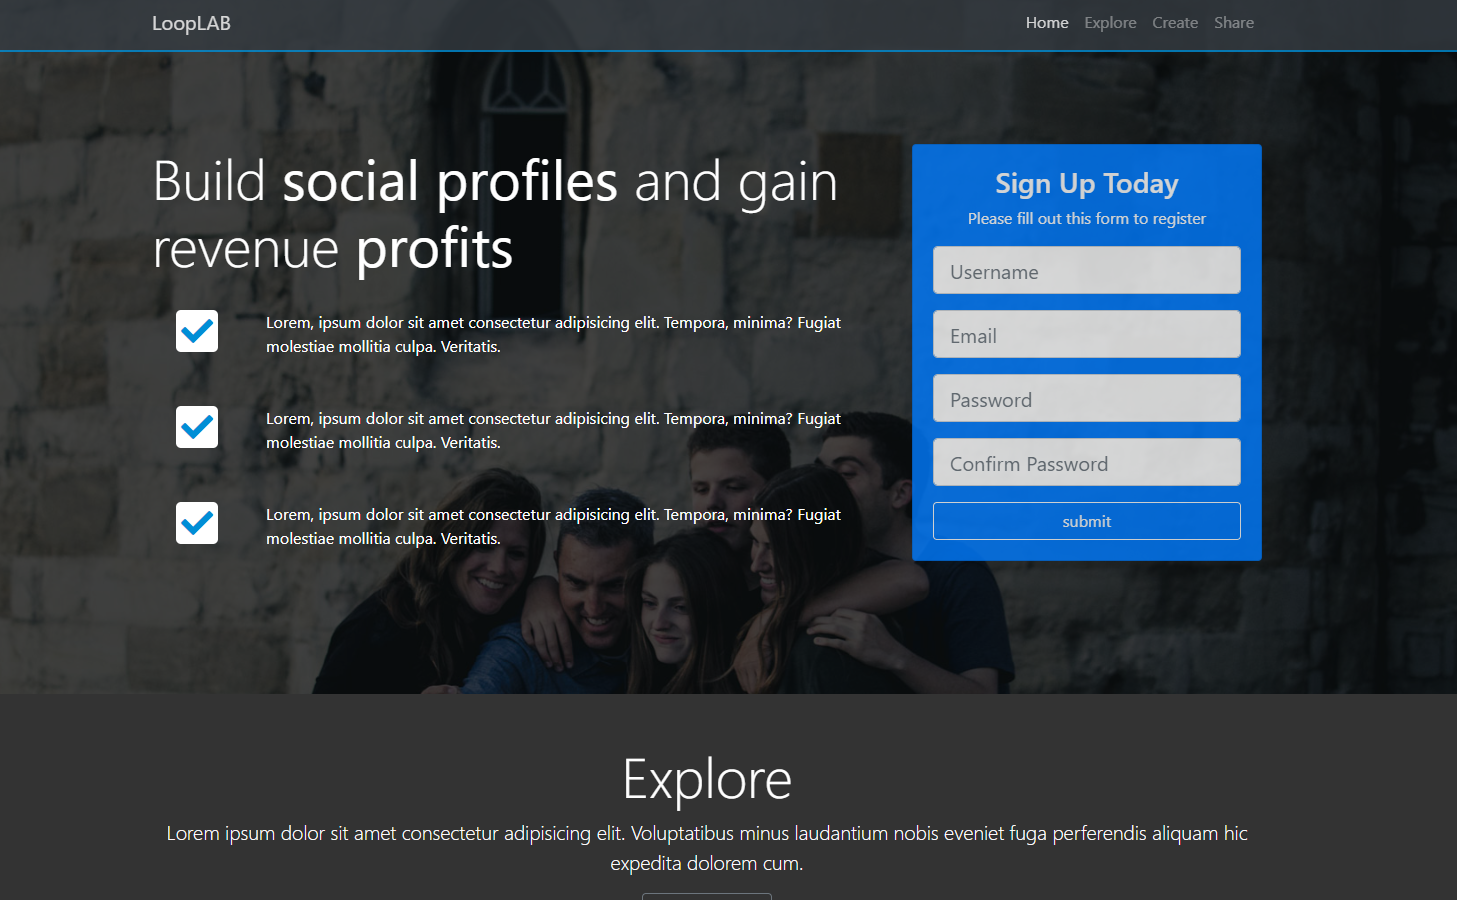 LoopLAB
Home Explore Create Share
Build social profiles and gain
revenue profits
Lorem, ipsum dolor sit amet consectetur adipisicing elit. Tempora, minima? Fugiat
molestiae mollitia culpa. Veritatis.
Lorem, ipsum dolor sit amet consectetur adipisicing elit. Tempora, minima? Fugiat
molestiae mollitia culpa. Veritatis.
Lorem, ipsum dolor sit amet consectetur adipisicing elit. Tempora, minima? Fugiat
molestiae mollitia culpa. Veritatis.
Sign Up Today
Please fill out this form to register
Username
Email
Password
Confirm Password
submit
Explore
Lorem ipsum dolor sit amet consectetur adipisicing elit. Voluptatibus minus laudantium nobis eveniet fuga perferendis aliquam hic
expedita dolorem cum.